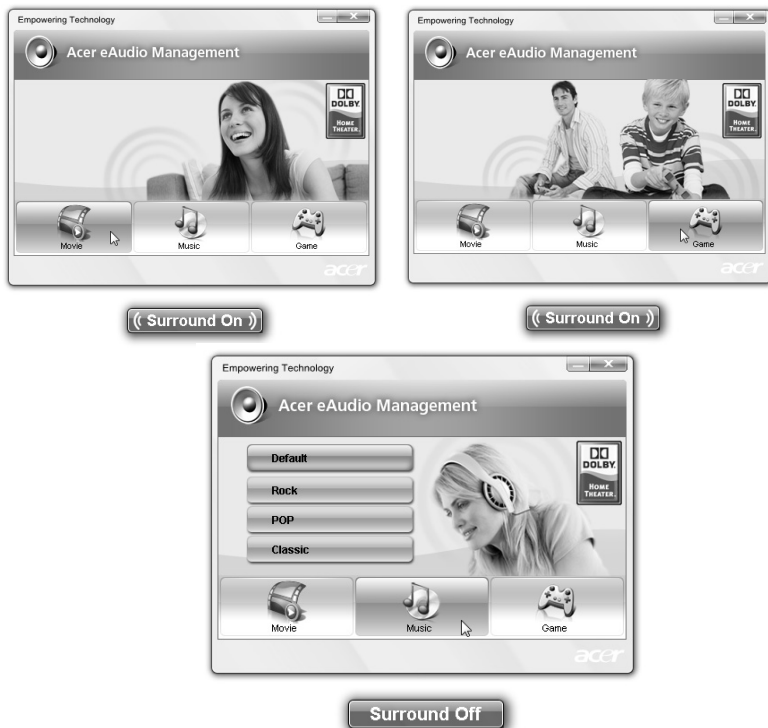 Empowering Technology
Acer eAudio Management
DOLBY
HOME
THEATER
Movie
Music
Game
acer
(( Surround On ))
Empowering Technology
Acer eAudio Management
DOLBY
HOME
THEATER
Movie
Music
Game
acer
(( Surround On ))
Empowering Technology
Acer eAudio Management
Default
Rock
POP
Classic
DOLBY
HOME
THEATER
Movie
Music
Game
acer
Surround Off